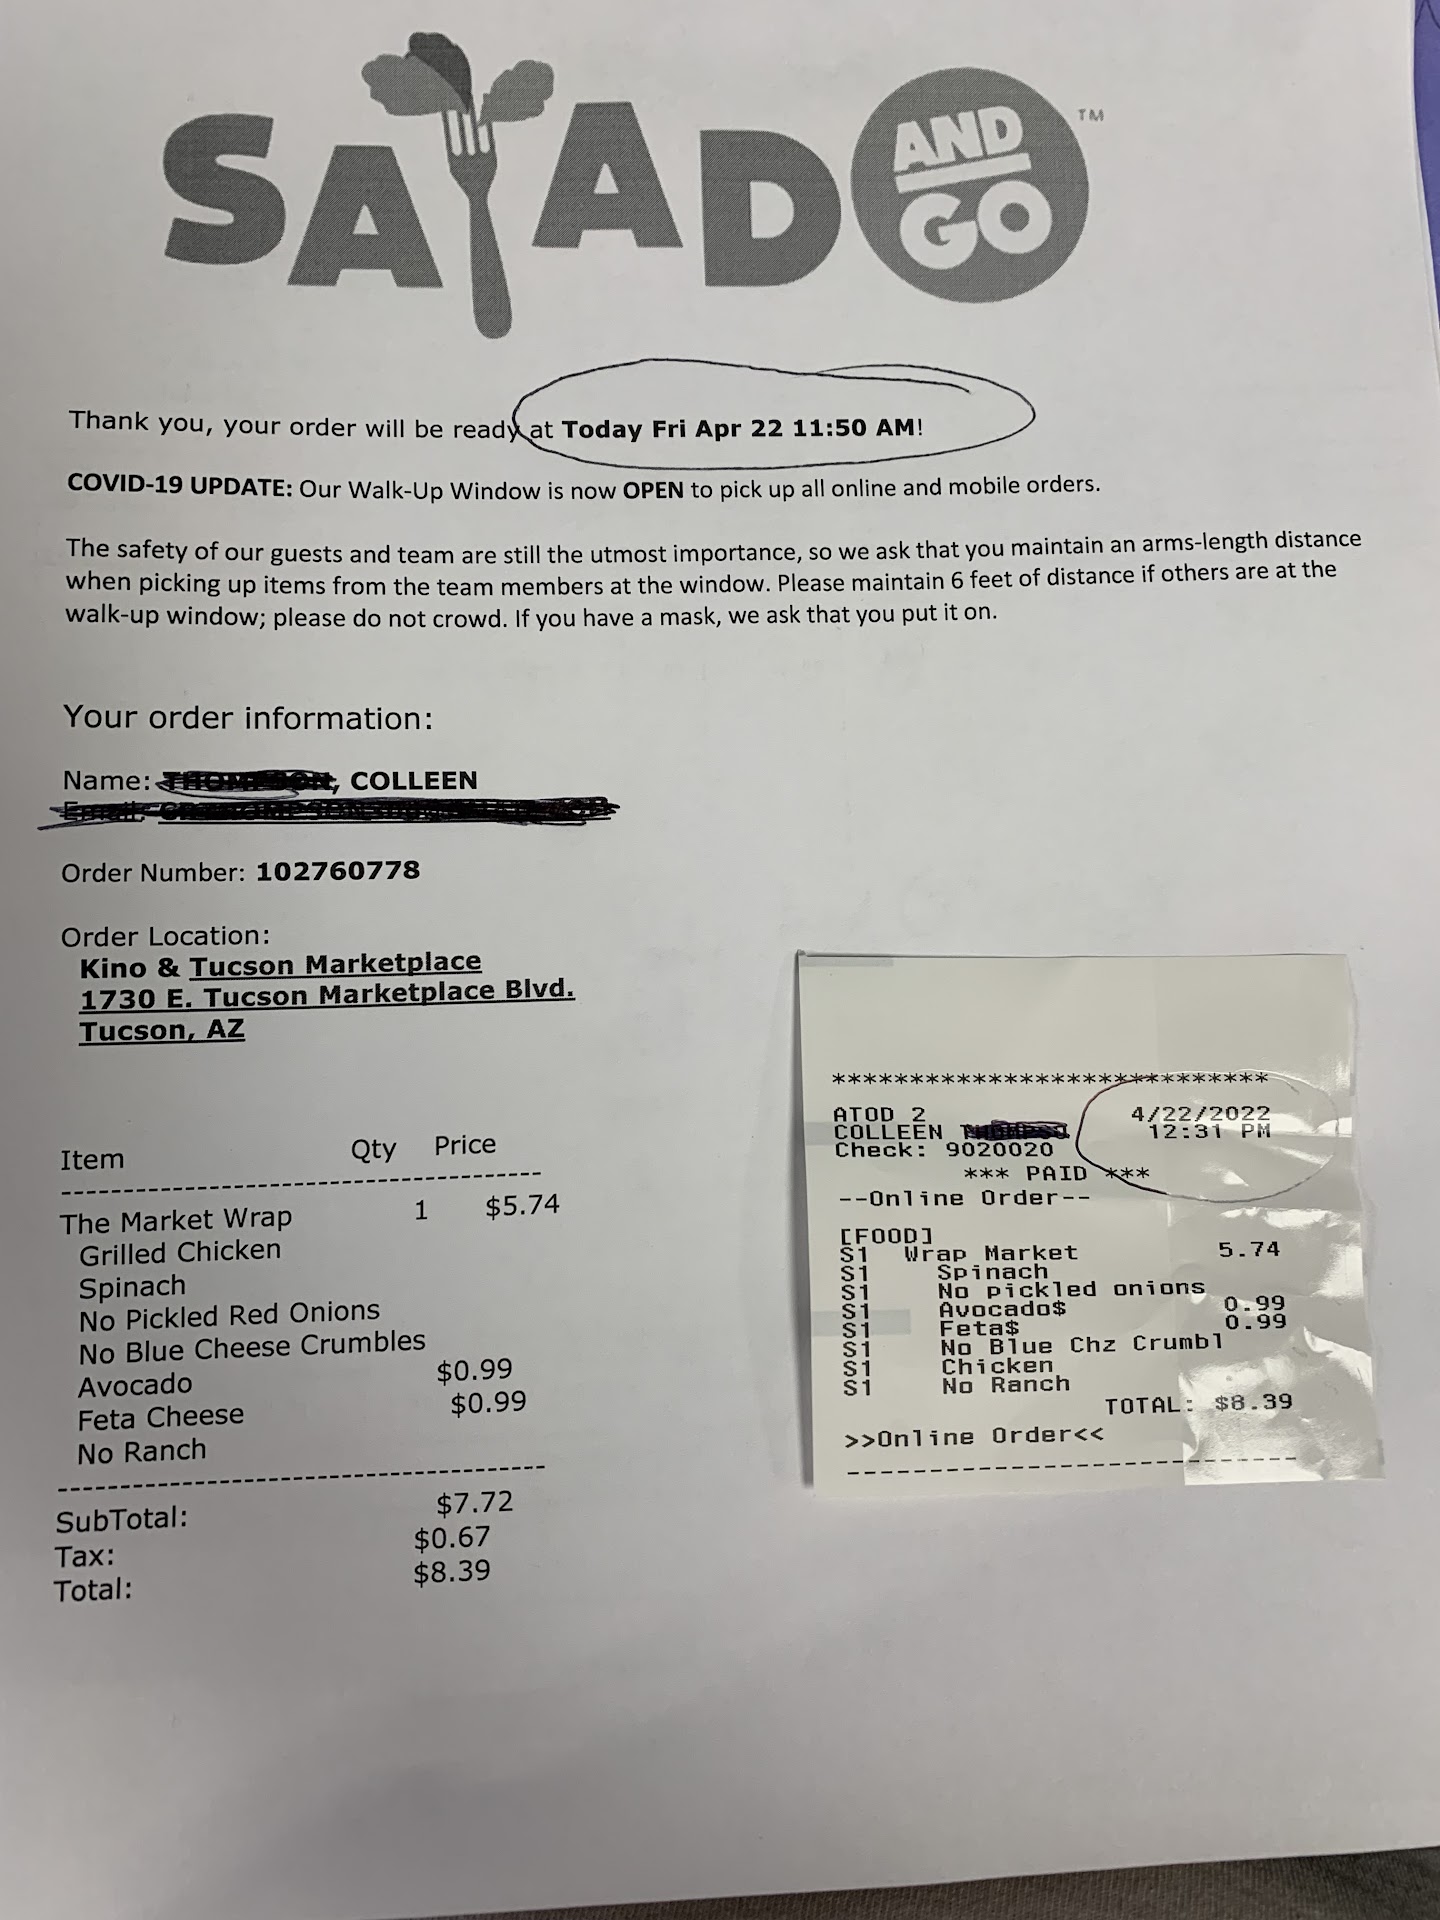 SALAD AND GO TM
Thank you, your order will be ready at Today Fri Apr 22 11:50 AM!
COVID-19 UPDATE: Our Walk-Up Window is now OPEN to pick up all online and mobile orders.
The safety of our guests and team are still the utmost importance, so we ask that you maintain an arms-length distance
when picking up items from the team members at the window. Please maintain 6 feet of distance if others are at the
walk-up window; please do not crowd. If you have a mask, we ask that you put it on.
Your order information:
Name: , COLLEEN
Order Number: 102760778
Order Location:
Kino & Tucson Marketplace
1730 E. Tucson Marketplace Blvd.
Tucson, AZ
Item Qty Price
The Market Wrap 1 $5.74
Grilled Chicken
Spinach
No Pickled Red Onions
No Blue Cheese Crumbles
Avocado $0.99
Feta Cheese $0.99
No Ranch
SubTotal: $7.72
Tax: $0.67
Total: $8.39
*****************************
ATOD 2 4/22/2022
COLLEEN 12:31 PM
Check: 9020020
*** PAID ***
--Online Order--
[FOOD]
S1 Wrap Market 5.74
S1 Spinach
S1 No pickled onions
S1 Avocado$ 0.99
S1 Feta$ 0.99
S1 No Blue Chz Crumbl
S1 Chicken
S1 No Ranch
TOTAL: $8.39
>>Online Order<<